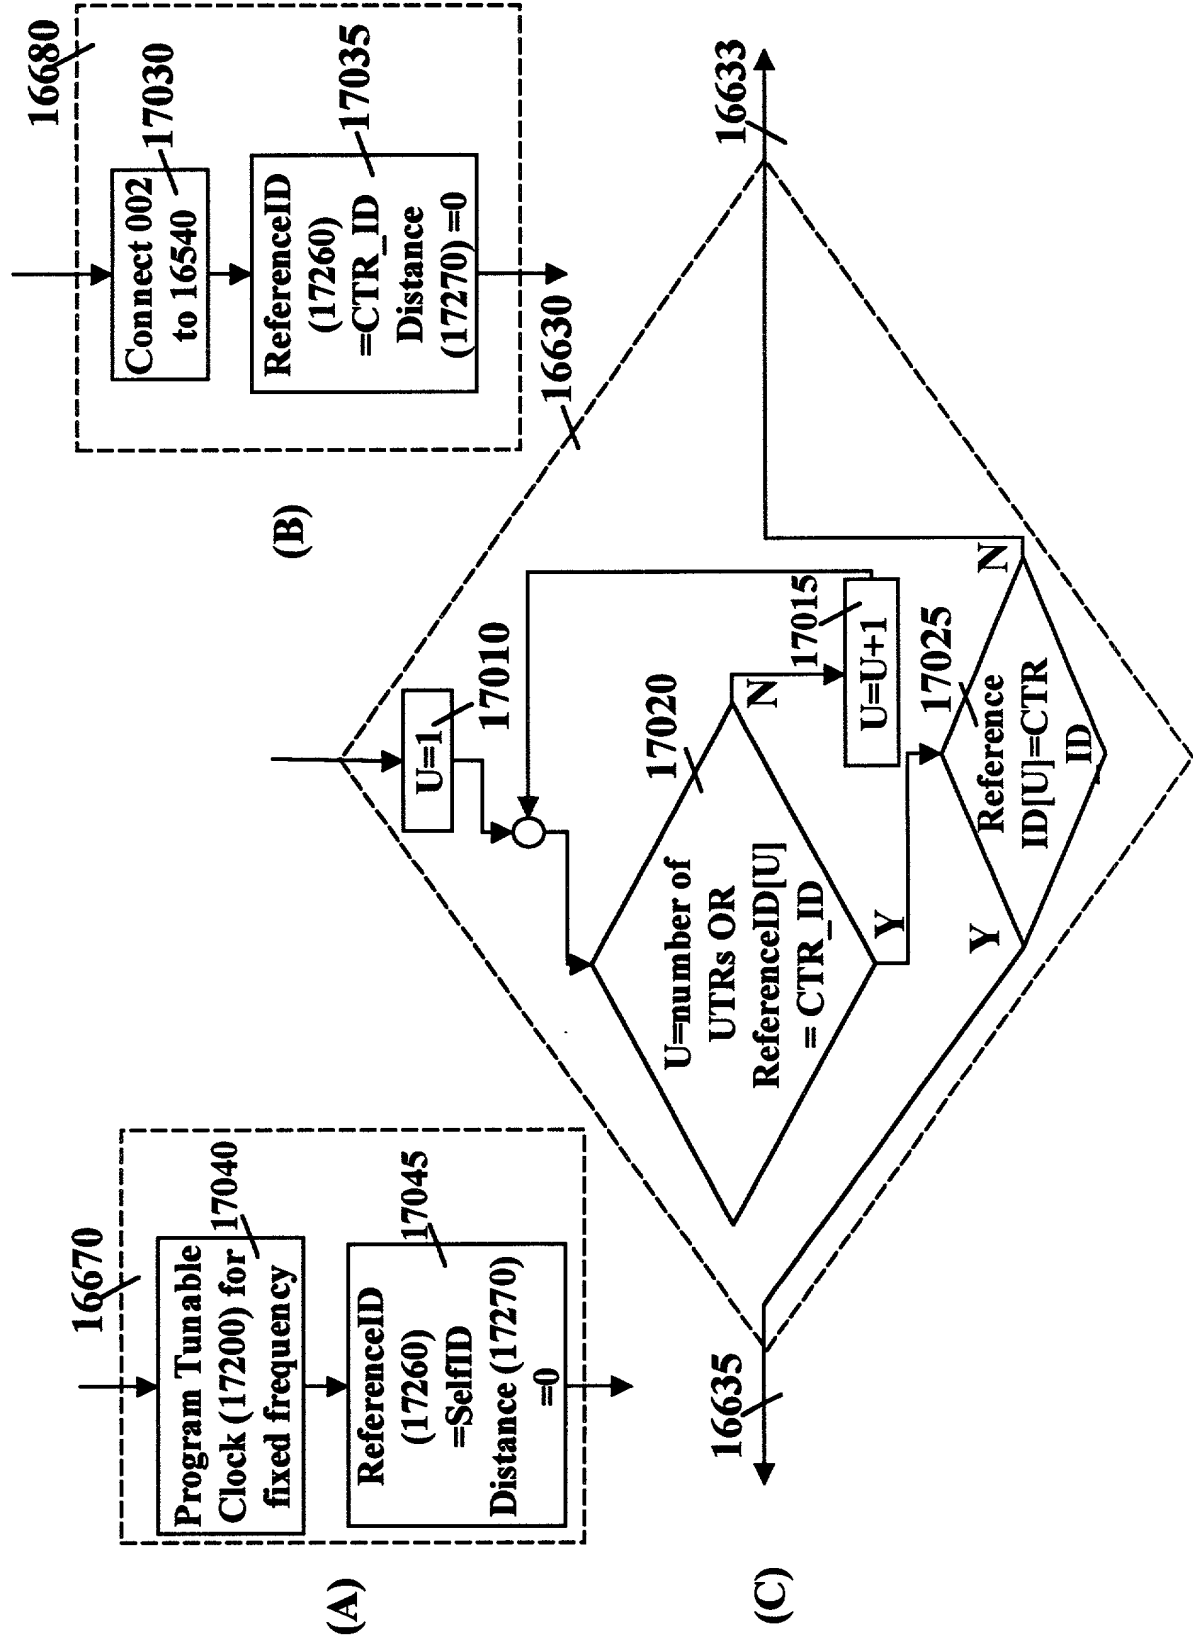 16670
Program Tunable
Clock (17200) for
fixed frequency
17040
ReferenceID
(17260)
=SelfID
Distance (17270)
=0
17045
(A)
16680
Connect 002
to 16540
17030
ReferenceID
(17260)
=CTR_ID
Distance
(17270) =0
17035
(B)
16630
U=1
17010
U=number of
UTRs OR
ReferenceID[U]
= CTR_ID
17020
N
Y
17015
U=U+1
17025
Reference
ID[U]=CTR
ID
Y
N
16635
16633
(C)